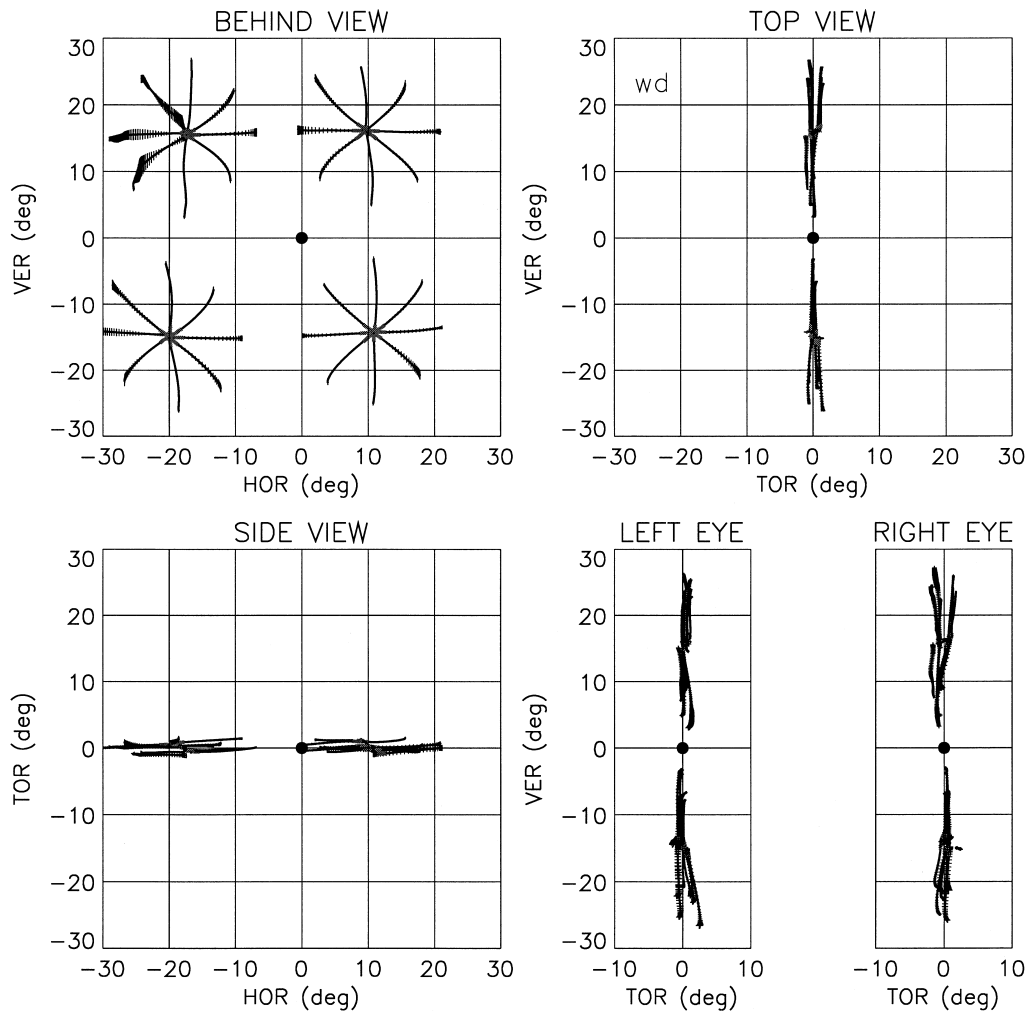 BEHIND VIEW
30
20
10
0
−10
−20
−30
VER (deg)
−30 −20 −10 0 10 20 30
HOR (deg)
TOP VIEW
wd
30
20
10
0
−10
−20
−30
VER (deg)
−30 −20 −10 0 10 20 30
TOR (deg)
SIDE VIEW
30
20
10
0
−10
−20
−30
TOR (deg)
−30 −20 −10 0 10 20 30
HOR (deg)
LEFT EYE
30
20
10
0
−10
−20
−30
VER (deg)
−10 0 10
TOR (deg)
RIGHT EYE
−10 0 10
TOR (deg)